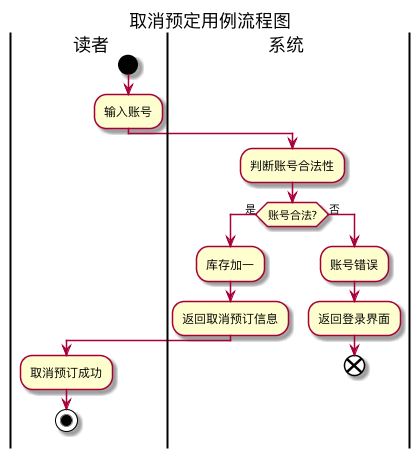 取消预定用例流程图
读者
系统
输入账号
判断账号合法性
账号合法?
是
否
库存加一
账号错误
返回取消预订信息
返回登录界面
取消预订成功